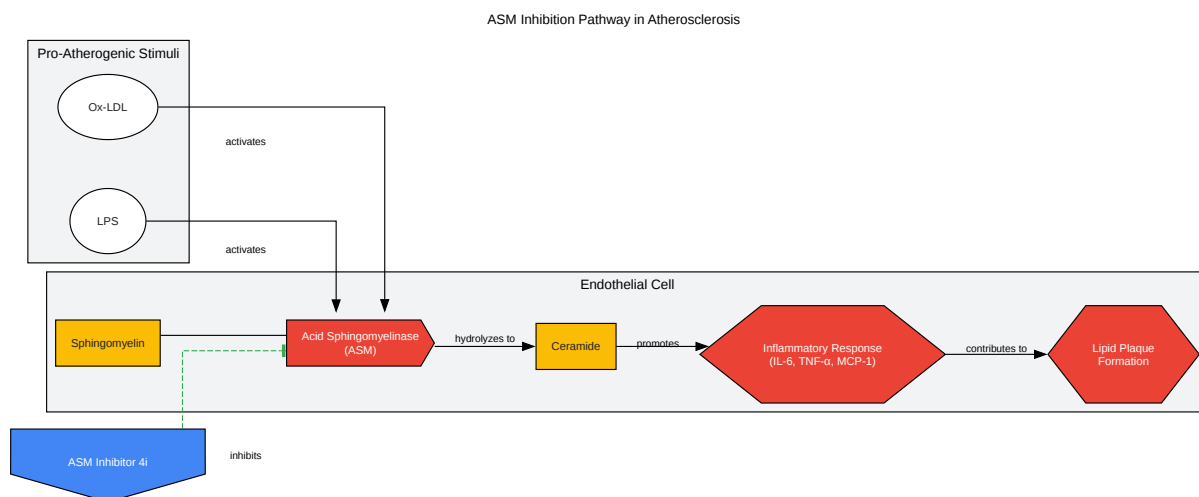 ASM Inhibition Pathway in Atherosclerosis
Pro-Atherogenic Stimuli
Ox-LDL
activates
LPS
activates
Endothelial Cell
Sphingomyelin
Acid Sphingomyelinase
(ASM)
hydrolyzes to
Ceramide
promotes
Inflammatory Response
(IL-6, TNF-α, MCP-1)
contributes to
Lipid Plaque
Formation
ASM Inhibitor 4i
inhibits